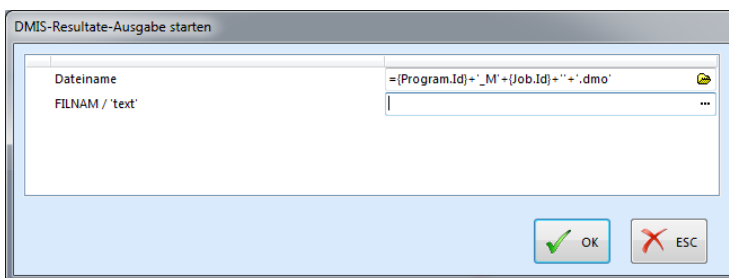 DMIS-Resultate-Ausgabe starten
Dateiname ={Program.Id}+'_M'+{Job.Id}+''+'.dmo'
FILNAM / 'text' ...
OK ESC